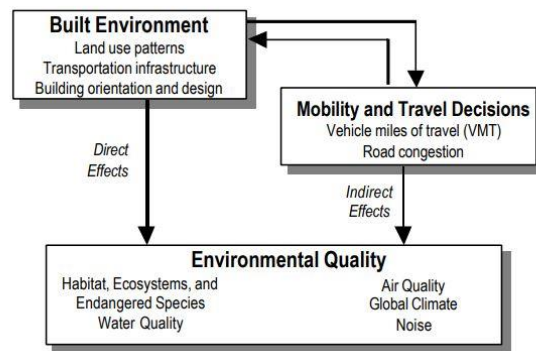 Built Environment
Land use patterns
Transportation infrastructure
Building orientation and design
Mobility and Travel Decisions
Vehicle miles of travel (VMT)
Road congestion
Direct
Effects
Indirect
Effects
Environmental Quality
Habitat, Ecosystems, and
Endangered Species
Water Quality
Air Quality
Global Climate
Noise